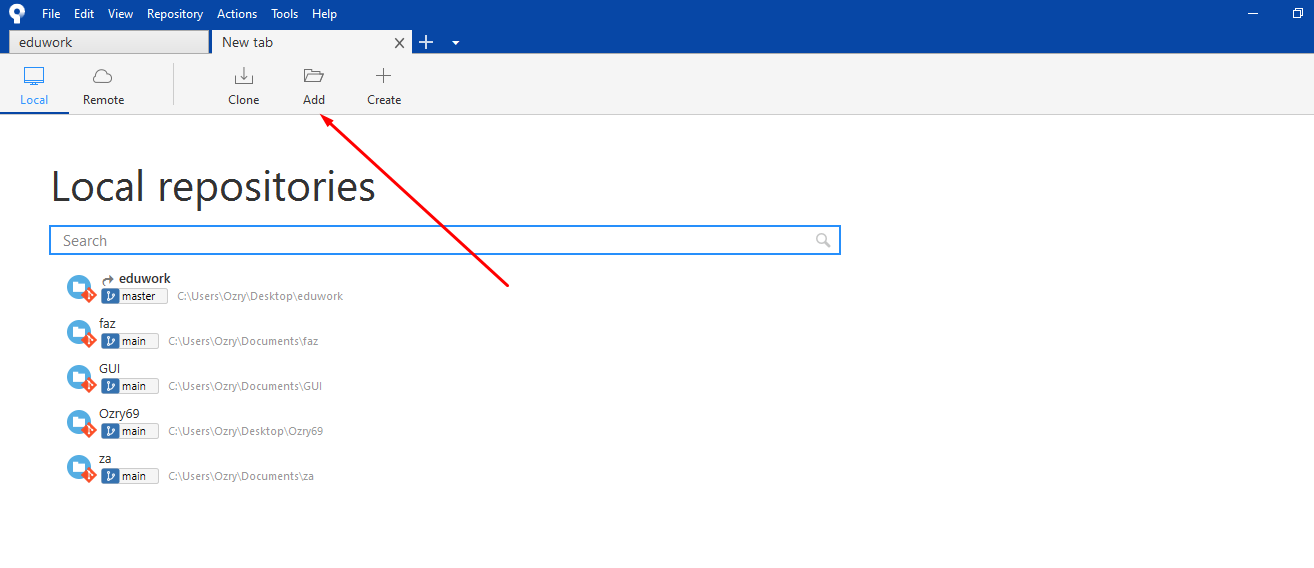 File Edit View Repository Actions Tools Help
eduwork New tab
Local Remote Clone Add Create
Local repositories
Search
eduwork
master C:\Users\Ozry\Desktop\eduwork
faz
main C:\Users\Ozry\Documents\faz
GUI
main C:\Users\Ozry\Documents\GUI
Ozry69
main C:\Users\Ozry\Desktop\Ozry69
za
main C:\Users\Ozry\Documents\za